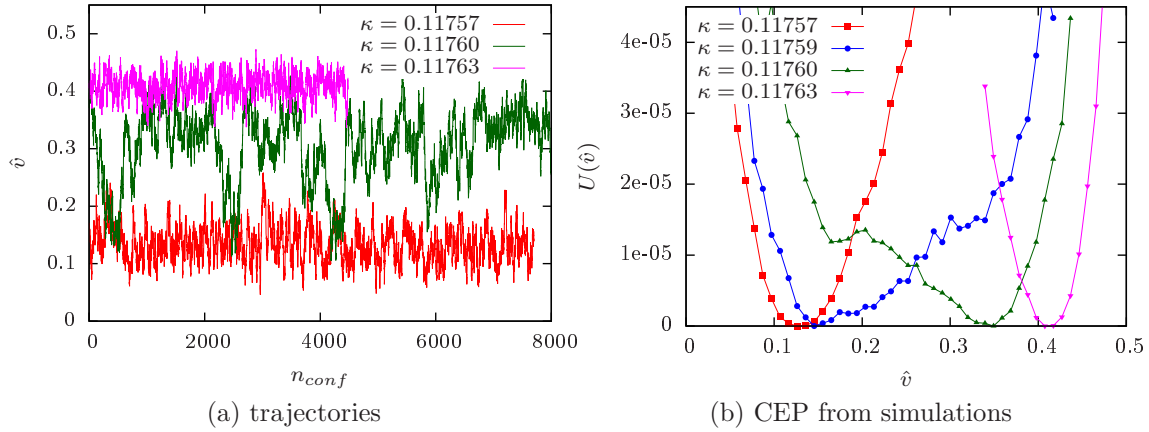 0.5
0.4
0.3
0.2
0.1
0
v̂
0
2000
4000
6000
8000
n_conf
κ = 0.11757
κ = 0.11760
κ = 0.11763
(a) trajectories
4e-05
3e-05
2e-05
1e-05
0
U(v̂)
0.1
0.2
0.3
0.4
0.5
v̂
κ = 0.11757
κ = 0.11759
κ = 0.11760
κ = 0.11763
(b) CEP from simulations